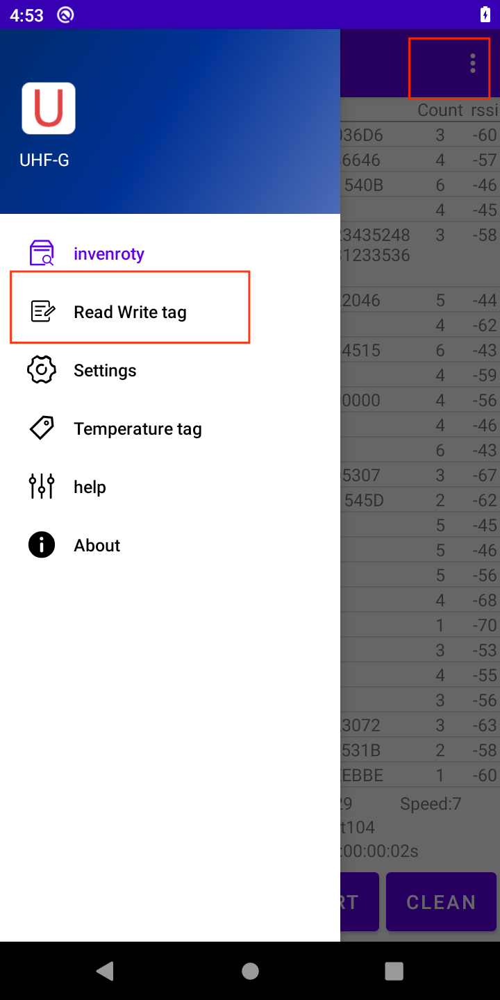 4:53
U
UHF-G
invenroty
Read Write tag
Settings
Temperature tag
help
About
Count rssi
036D6 3 -60
6646 4 -57
540B 6 -46
4 -45
23435248 3 -58
31233536
2046 5 -44
4 -62
4515 6 -43
4 -59
0000 4 -56
4 -46
6 -43
5307 3 -67
545D 2 -62
5 -45
5 -46
5 -56
4 -68
1 -70
3 -53
4 -55
3 -56
3072 3 -63
531B 2 -58
EBBE 1 -60
29 Speed:7
t104
:00:00:02s
RT
CLEAN